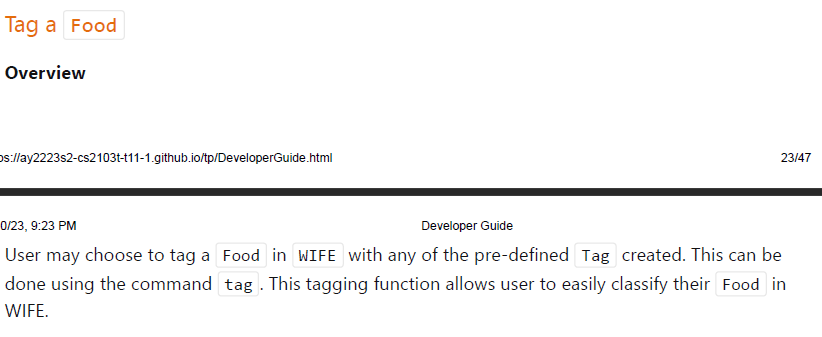 Tag a Food
Overview
ps://ay2223s2-cs2103t-t11-1.github.io/tp/DeveloperGuide.html 23/47
0/23, 9:23 PM Developer Guide
User may choose to tag a Food in WIFE with any of the pre-defined Tag created. This can be
done using the command tag. This tagging function allows user to easily classify their Food in
WIFE.